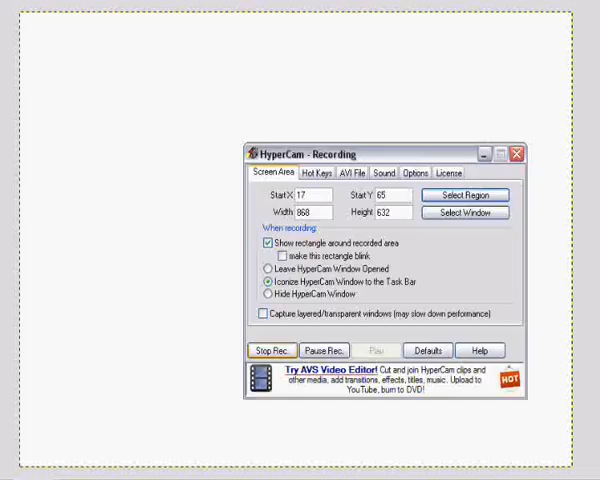 HyperCam - Recording
Screen Area Hot Keys AVI File Sound Options License
Start X 17 Start Y 65 Select Region
Width 868 Height 632 Select Window
When recording:
Show rectangle around recorded area
make this rectangle blink
Leave HyperCam Window Opened
Iconize HyperCam Window to the Task Bar
Hide HyperCam Window
Capture layered/transparent windows (may slow down performance)
Stop Rec. Pause Rec. Play Defaults Help
Try AVS Video Editor! Cut and join HyperCam clips and
other media, add transitions, effects, titles, music. Upload to
YouTube, burn to DVD!
HOT